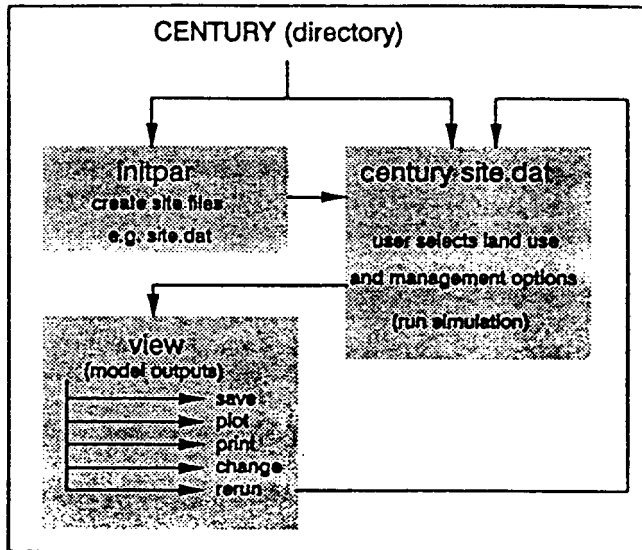 CENTURY (directory)
initpar
create site files
e.g. site.dat
century site.dat
user selects land use
and management options
(run simulation)
view
(model outputs)
save
plot
print
change
rerun